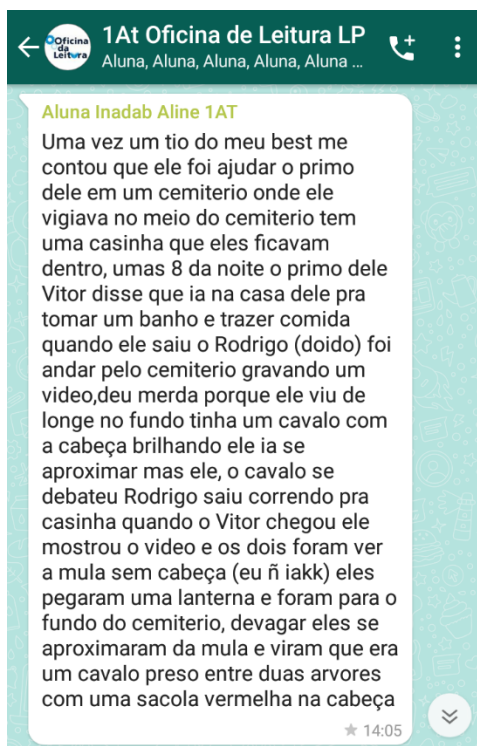 Oficina
da
Leitura
1At Oficina de Leitura LP
Aluna, Aluna, Aluna, Aluna, Aluna ...
Aluna Inadab Aline 1AT
Uma vez um tio do meu best me
contou que ele foi ajudar o primo
dele em um cemiterio onde ele
vigiava no meio do cemiterio tem
uma casinha que eles ficavam
dentro, umas 8 da noite o primo dele
Vitor disse que ia na casa dele pra
tomar um banho e trazer comida
quando ele saiu o Rodrigo (doido) foi
andar pelo cemiterio gravando um
video,deu merda porque ele viu de
longe no fundo tinha um cavalo com
a cabeça brilhando ele ia se
aproximar mas ele, o cavalo se
debateu Rodrigo saiu correndo pra
casinha quando o Vitor chegou ele
mostrou o video e os dois foram ver
a mula sem cabeça (eu ñ iakk) eles
pegaram uma lanterna e foram para o
fundo do cemiterio, devagar eles se
aproximaram da mula e viram que era
um cavalo preso entre duas arvores
com uma sacola vermelha na cabeça
14:05